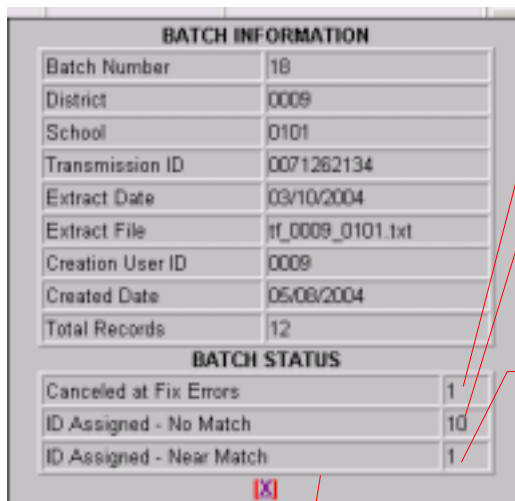 BATCH INFORMATION
Batch Number 18
District 0009
School 0101
Transmission ID 0071262134
Extract Date 03/10/2004
Extract File tf_0009_0101.txt
Creation User ID 0009
Created Date 05/08/2004
Total Records 12
BATCH STATUS
Canceled at Fix Errors 1
ID Assigned - No Match 10
ID Assigned - Near Match 1
[X]